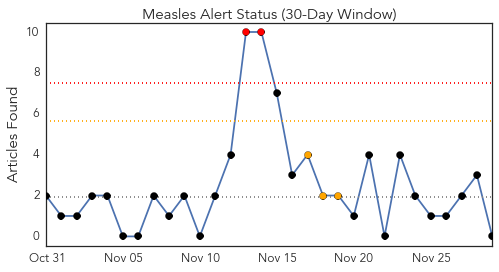 Measles Alert Status (30-Day Window)
Articles Found
10
8
6
4
2
0
Oct 31 Nov 05 Nov 10 Nov 15 Nov 20 Nov 25